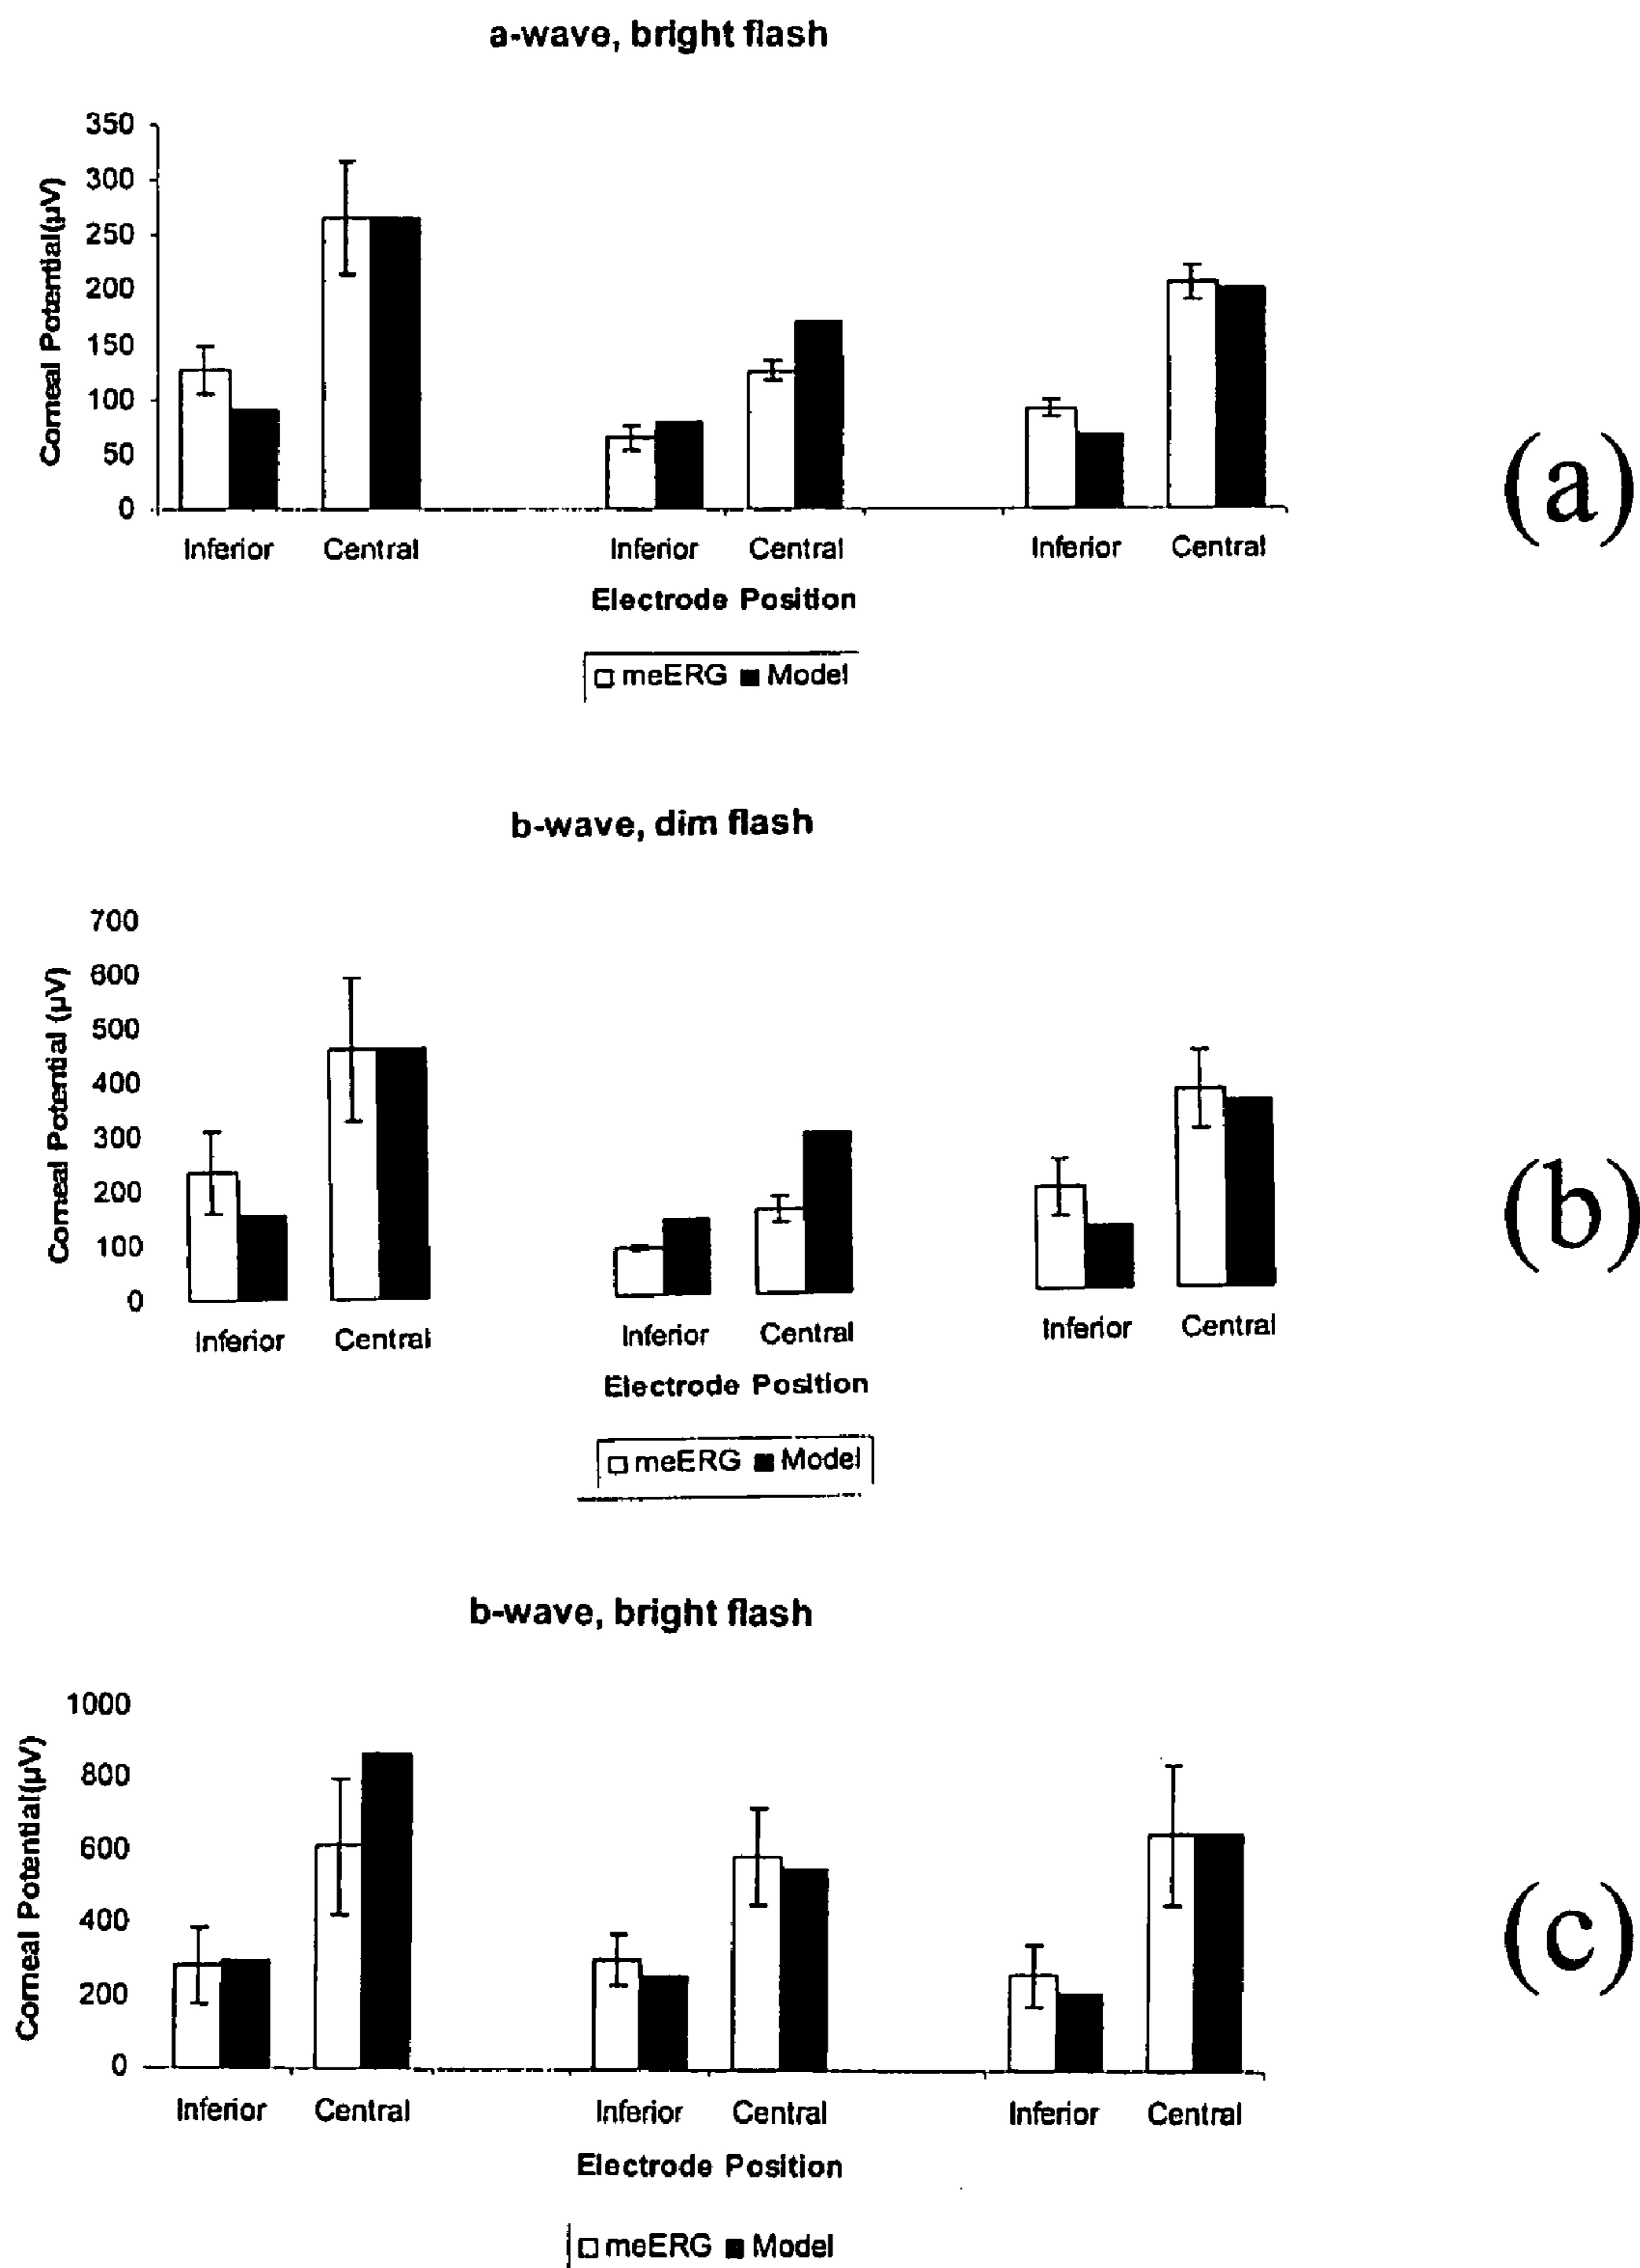 a-wave, bright flash
350
300
250
200
150
100
50
0
Corneal Potential(µV)
Inferior Central Inferior Central Inferior Central
Electrode Position
meERG Model
(a)
b-wave, dim flash
700
600
500
400
300
200
100
0
Corneal Potential (µV)
Inferior Central Inferior Central Inferior Central
Electrode Position
meERG Model
(b)
b-wave, bright flash
1000
800
600
400
200
0
Corneal Potential(µV)
Inferior Central Inferior Central Inferior Central
Electrode Position
meERG Model
(c)